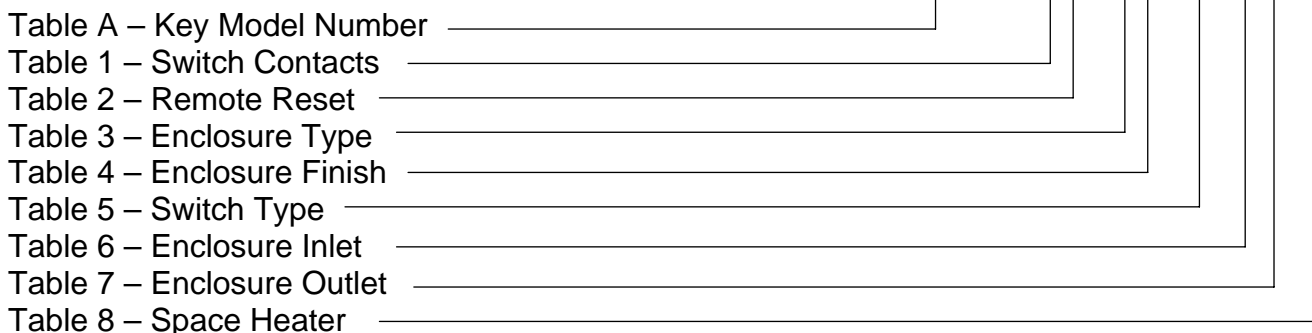 Table A – Key Model Number
Table 1 – Switch Contacts
Table 2 – Remote Reset
Table 3 – Enclosure Type
Table 4 – Enclosure Finish
Table 5 – Switch Type
Table 6 – Enclosure Inlet
Table 7 – Enclosure Outlet
Table 8 – Space Heater